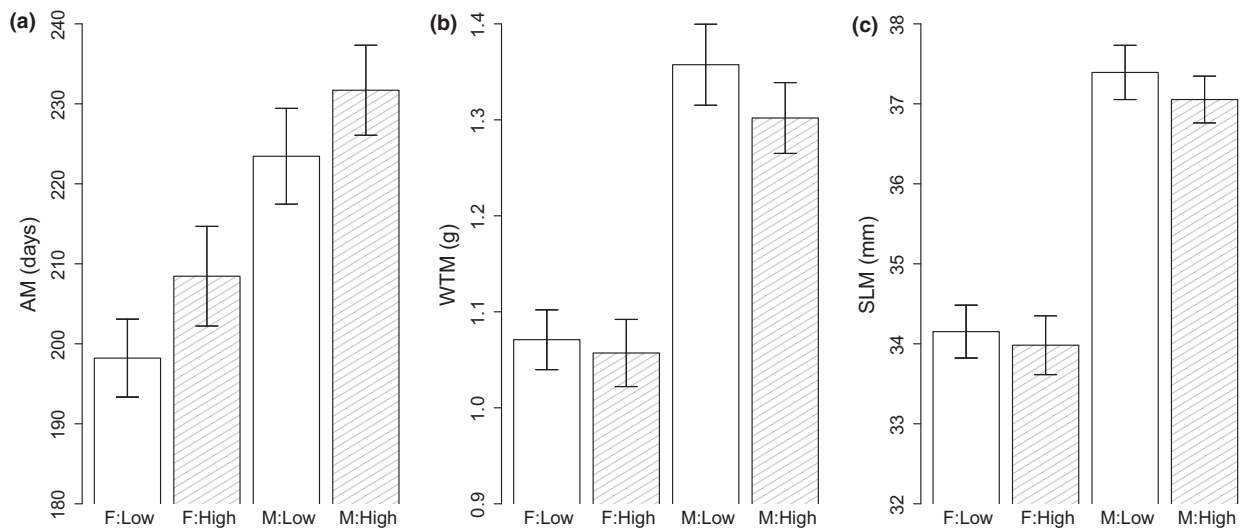 (a)
AM (days)
240
230
220
210
200
190
180
F:Low F:High M:Low M:High
(b)
WTM (g)
1.4
1.3
1.2
1.1
1.0
0.9
F:Low F:High M:Low M:High
(c)
SLM (mm)
38
37
36
35
34
33
32
F:Low F:High M:Low M:High